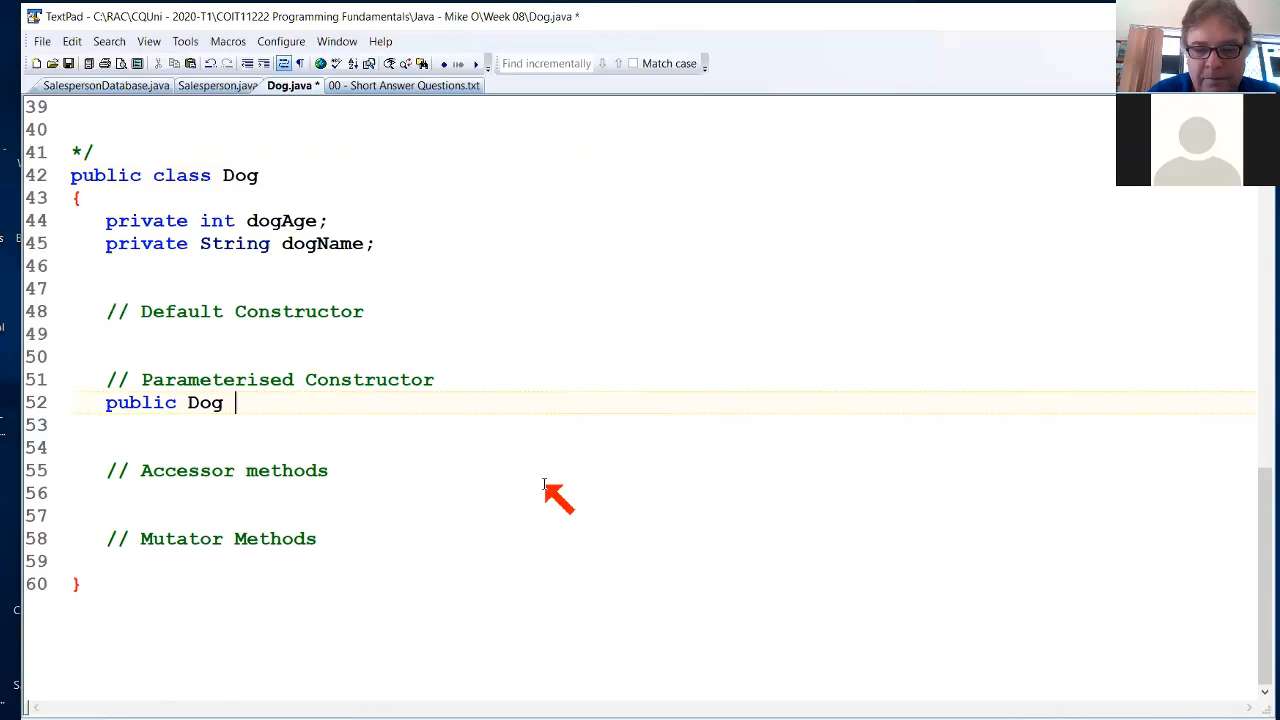 TextPad - C:\RAC\CQUni - 2020-T1\COIT11222 Programming Fundamentals\Java - Mike O\Week 08\Dog.java *
File Edit Search View Tools Macros Configure Window Help
Find incrementally Match case
SalespersonDatabase.java Salesperson.java Dog.java * 00 - Short Answer Questions.txt
39
40
41 */
42 public class Dog
43 {
44 private int dogAge;
45 private String dogName;
46
47
48 // Default Constructor
49
50
51 // Parameterised Constructor
52 public Dog
53
54
55 // Accessor methods
56
57
58 // Mutator Methods
59
60 }